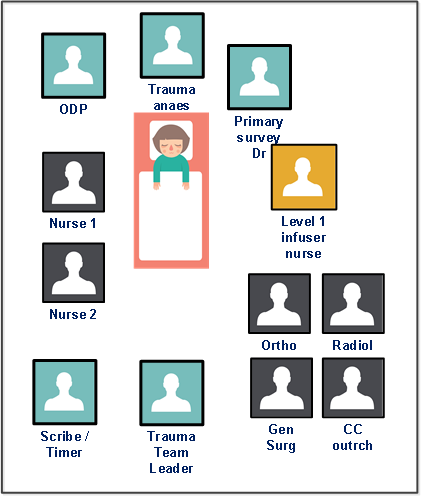 ODP
Trauma
anaes
Primary
survey
Dr
Nurse 1
Level 1
infuser
nurse
Nurse 2
Ortho
Radiol
Scribe /
Timer
Trauma
Team
Leader
Gen
Surg
CC
outrch